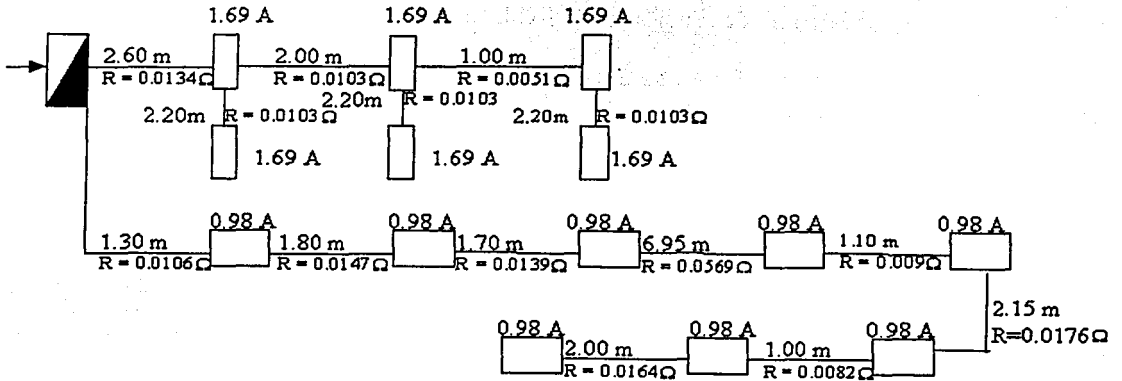 1.69 A 1.69 A 1.69 A
2.60 m 2.00 m 1.00 m
R = 0.0134Ω R = 0.0103Ω R = 0.0051Ω
2.20m R = 0.0103Ω 2.20m R = 0.0103 2.20m R = 0.0103Ω
1.69 A 1.69 A 1.69 A
0.98 A 0.98 A 0.98 A 0.98 A 0.98 A
1.30 m 1.80 m 1.70 m 6.95 m 1.10 m
R = 0.0106Ω R = 0.0147Ω R = 0.0139Ω R = 0.0569Ω R = 0.009Ω
2.15 m
R=0.0176Ω
0.98 A 0.98 A 0.98 A
2.00 m 1.00 m
R = 0.0164Ω R = 0.0082Ω